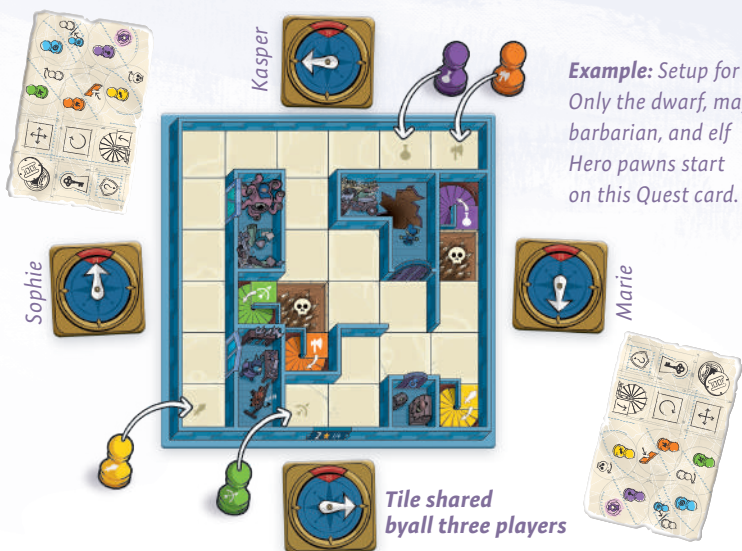 Kasper
Example: Setup for
Only the dwarf,
barbarian, and elf
Hero pawns start
on this Quest card.
Sophie
Marie
Tile shared
byall three players